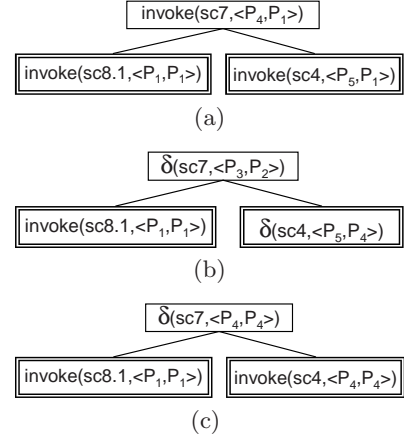 invoke(sc7,<P₄,P₁>)
invoke(sc8.1,<P₁,P₁>) invoke(sc4,<P₅,P₁>)
(a)
δ(sc7,<P₃,P₂>)
invoke(sc8.1,<P₁,P₁>) δ(sc4,<P₅,P₄>)
(b)
δ(sc7,<P₄,P₄>)
invoke(sc8.1,<P₁,P₁>) invoke(sc4,<P₄,P₄>)
(c)